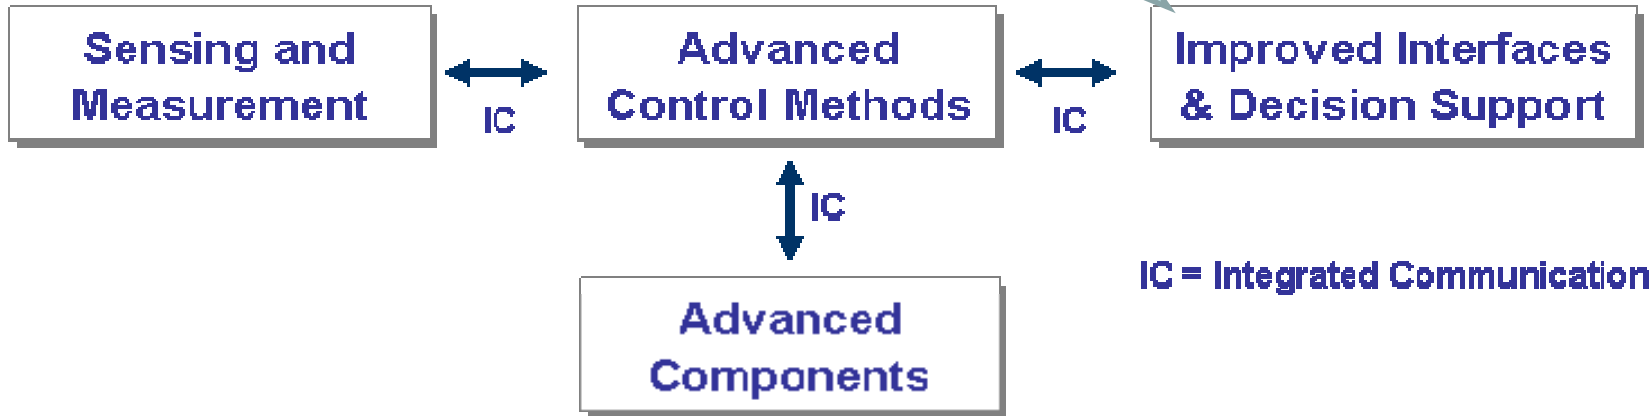 Sensing and
Measurement
IC
Advanced
Control Methods
IC
Improved Interfaces
& Decision Support
IC
IC = Integrated Communication
Advanced
Components